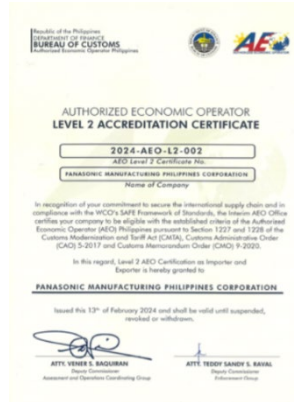 Republic of the Philippines
DEPARTMENT OF FINANCE
BUREAU OF CUSTOMS
Authorized Economic Operator Philippines
AEO
AUTHORIZED ECONOMIC OPERATOR
LEVEL 2 ACCREDITATION CERTIFICATE
2024-AEO-L2-002
AEO Level 2 Certificate No.
PANASONIC MANUFACTURING PHILIPPINES CORPORATION
Name of Company
In recognition of your commitment to secure the international supply chain and in
compliance with the WCO's SAFE Framework of Standards, the Interim AEO Office
certifies your company to be eligible with the established criteria of the Authorized
Economic Operator (AEO) Philippines pursuant to Section 1227 and 1228 of the
Customs Modernization and Tariff Act (CMTA), Customs Administrative Order
(CAO) 5-2017 and Customs Memorandum Order (CMO) 9-2020.
In this regard, Level 2 AEO Certification as Importer and
Exporter is hereby granted to
PANASONIC MANUFACTURING PHILIPPINES CORPORATION
Issued this 13th of February 2024 and shall be valid until suspended,
revoked or withdrawn.
ATTY. VENER S. BAQUIRAN
Deputy Commissioner
Assessment and Operations Coordinating Group
ATTY. TEDDY SANDY S. RAVAL
Deputy Commissioner
Enforcement Group